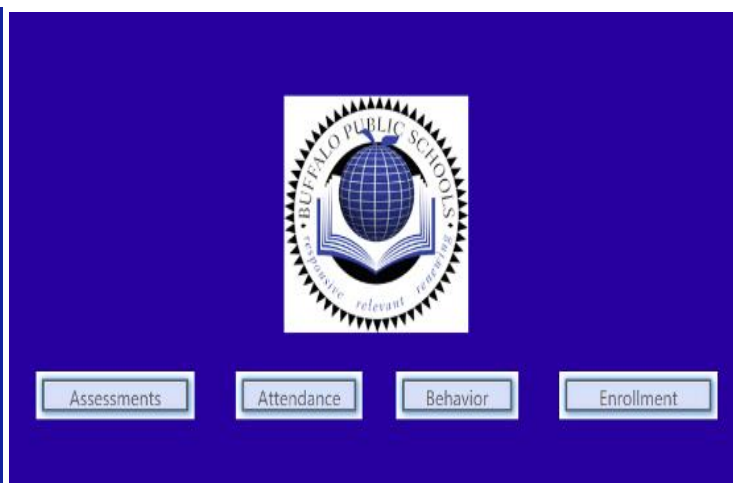 • BUFFALO PUBLIC SCHOOLS •
responsive relevant renewing
Assessments
Attendance
Behavior
Enrollment